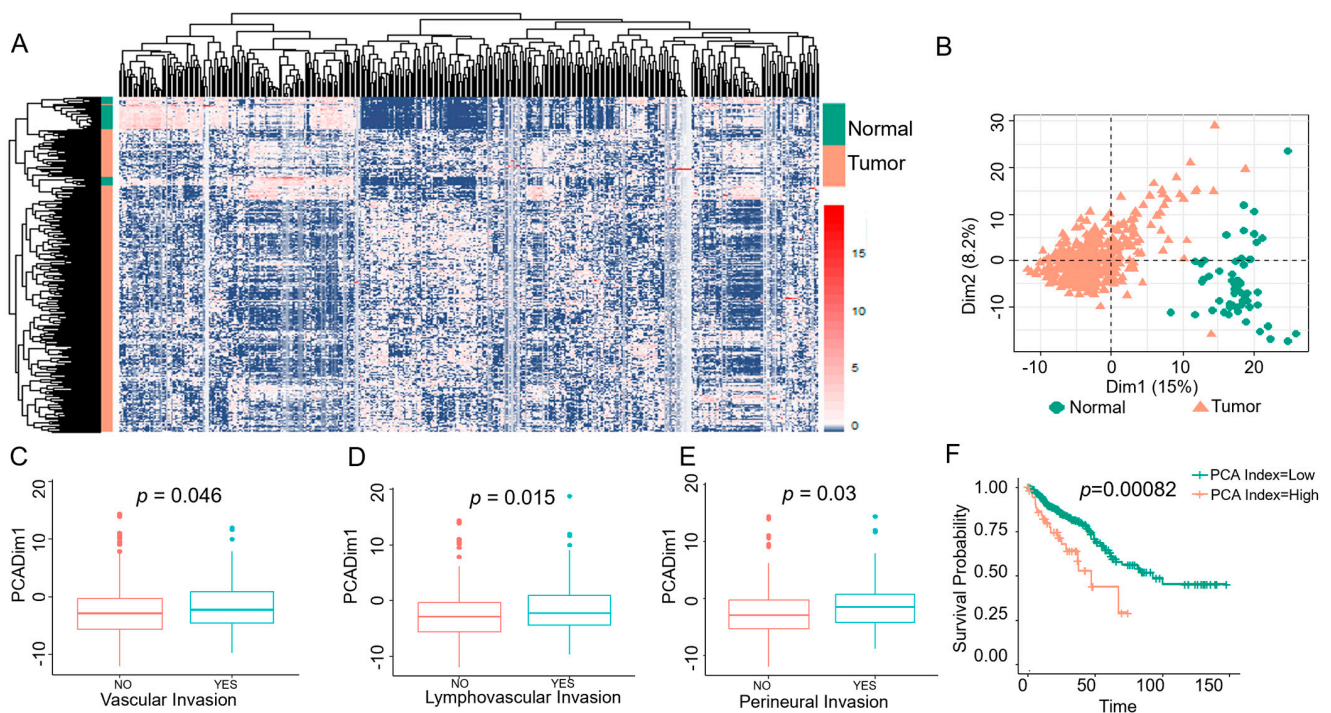 A
Normal
Tumor
15
10
5
0
B
30
20
10
0
-10
Dim2 (8.2%)
-10
0
10
20
Dim1 (15%)
Normal
Tumor
C
20
10
0
-10
PCADim1
p = 0.046
NO
YES
Vascular Invasion
D
20
10
0
-10
PCADim1
p = 0.015
NO
YES
Lymphovascular Invasion
E
20
10
0
-10
PCADim1
p = 0.03
NO
YES
Perineural Invasion
F
PCA Index=Low
PCA Index=High
p=0.00082
1.00
0.75
0.50
0.25
0.00
Survival Probability
0
50
100
150
Time